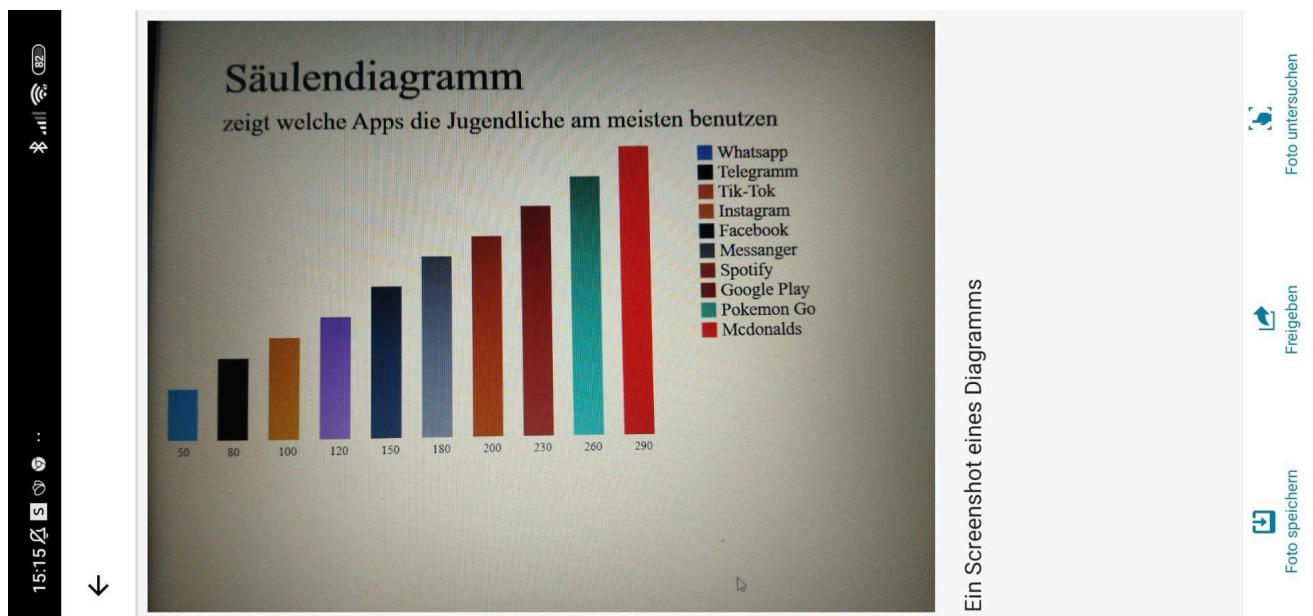 15:15
82
Säulendiagramm
zeigt welche Apps die Jugendliche am meisten benutzen
Whatsapp
Telegramm
Tik-Tok
Instagram
Facebook
Messanger
Spotify
Google Play
Pokemon Go
Mcdonalds
50 80 100 120 150 180 200 230 260 290
Ein Screenshot eines Diagramms
Foto speichern
Freigeben
Foto untersuchen